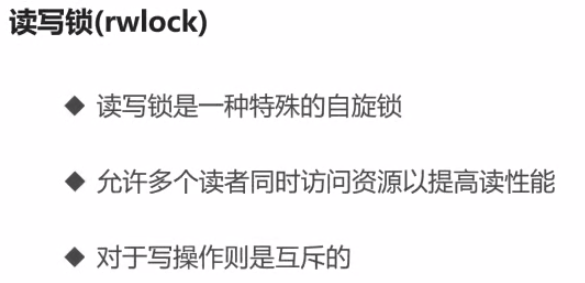 读写锁(rwlock)
◆ 读写锁是一种特殊的自旋锁
◆ 允许多个读者同时访问资源以提高读性能
◆ 对于写操作则是互斥的